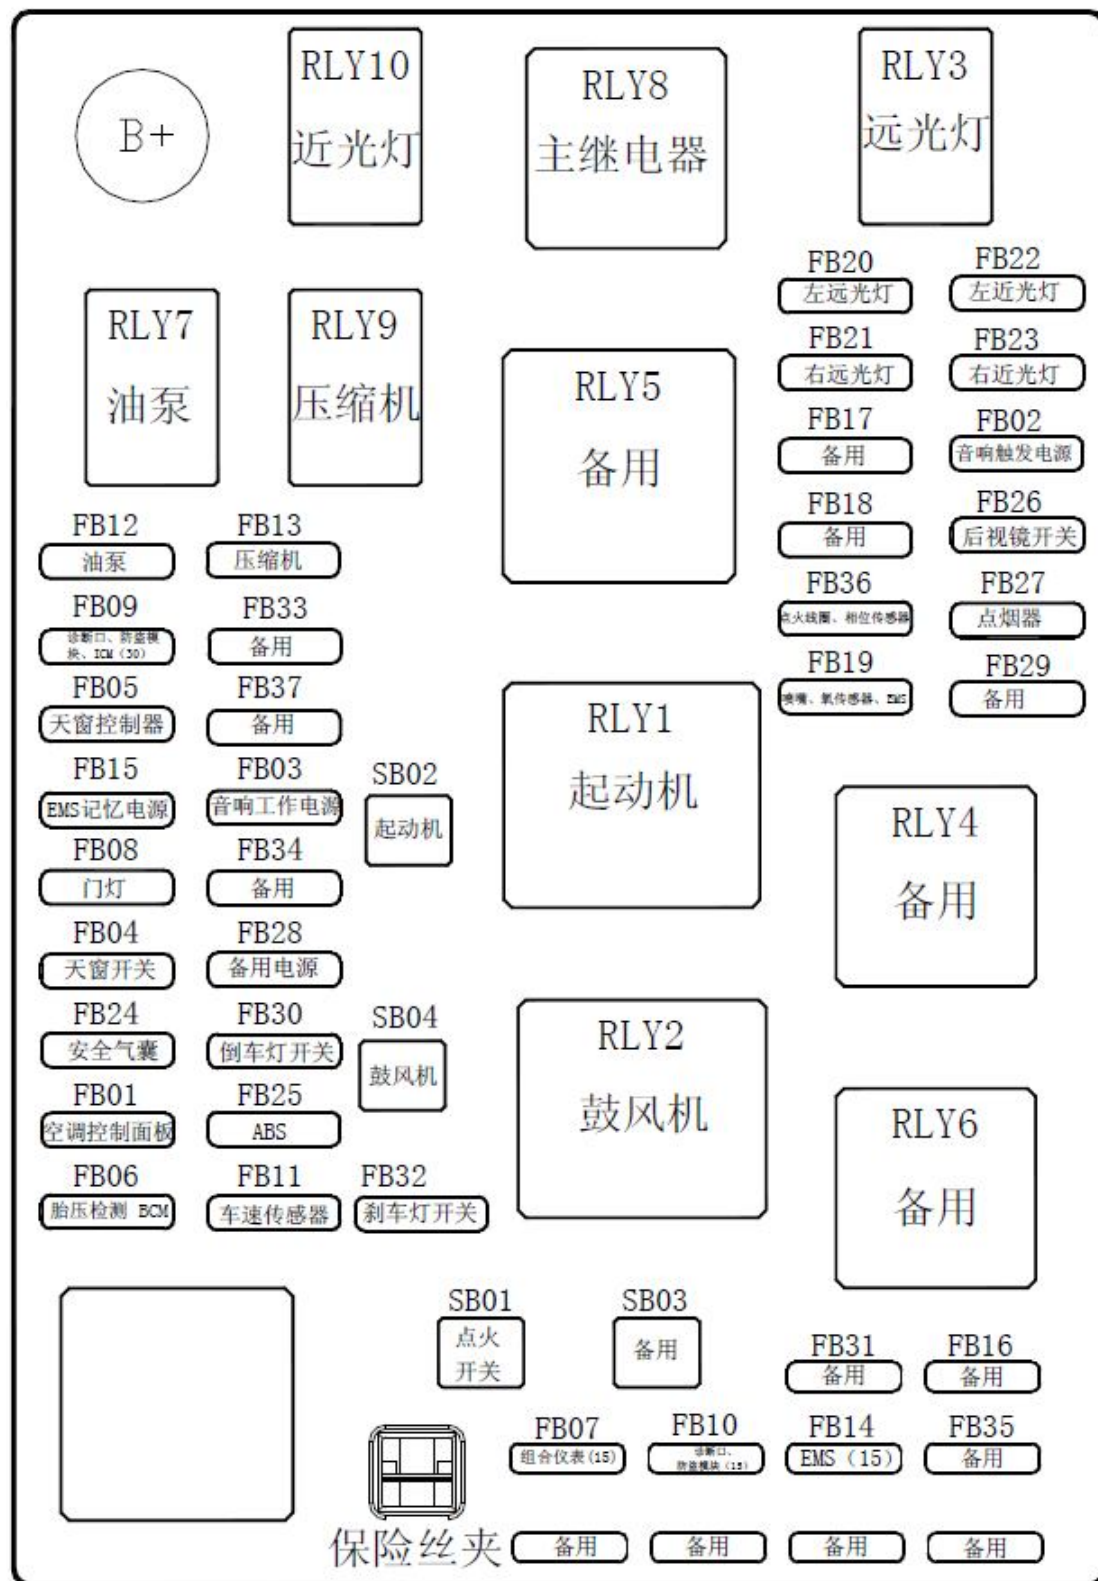 B+
RLY10
近光灯
RLY8
主继电器
RLY3
远光灯
FB20
左远光灯
FB22
左近光灯
RLY7
油泵
RLY9
压缩机
RLY5
备用
FB21
右远光灯
FB23
右近光灯
FB17
备用
FB02
音响触发电源
FB18
备用
FB26
后视镜开关
FB36
点火线圈、相位传感器
FB27
点烟器
FB19
喷嘴、氧传感器、EMS
FB29
备用
FB12
油泵
FB13
压缩机
FB09
诊断口、防盗模
块、ICM（30）
FB33
备用
FB05
天窗控制器
FB37
备用
FB15
EMS记忆电源
FB03
音响工作电源
SB02
起动机
RLY1
起动机
RLY4
备用
FB08
门灯
FB34
备用
FB04
天窗开关
FB28
备用电源
FB24
安全气囊
FB30
倒车灯开关
SB04
鼓风机
RLY2
鼓风机
RLY6
备用
FB01
空调控制面板
FB25
ABS
FB06
胎压检测 BCM
FB11
车速传感器
FB32
刹车灯开关
SB01
点火
开关
SB03
备用
FB31
备用
FB16
备用
FB07
组合仪表(15)
FB10
诊断口、
防盗模块（15）
FB14
EMS（15）
FB35
备用
保险丝夹
备用
备用
备用
备用